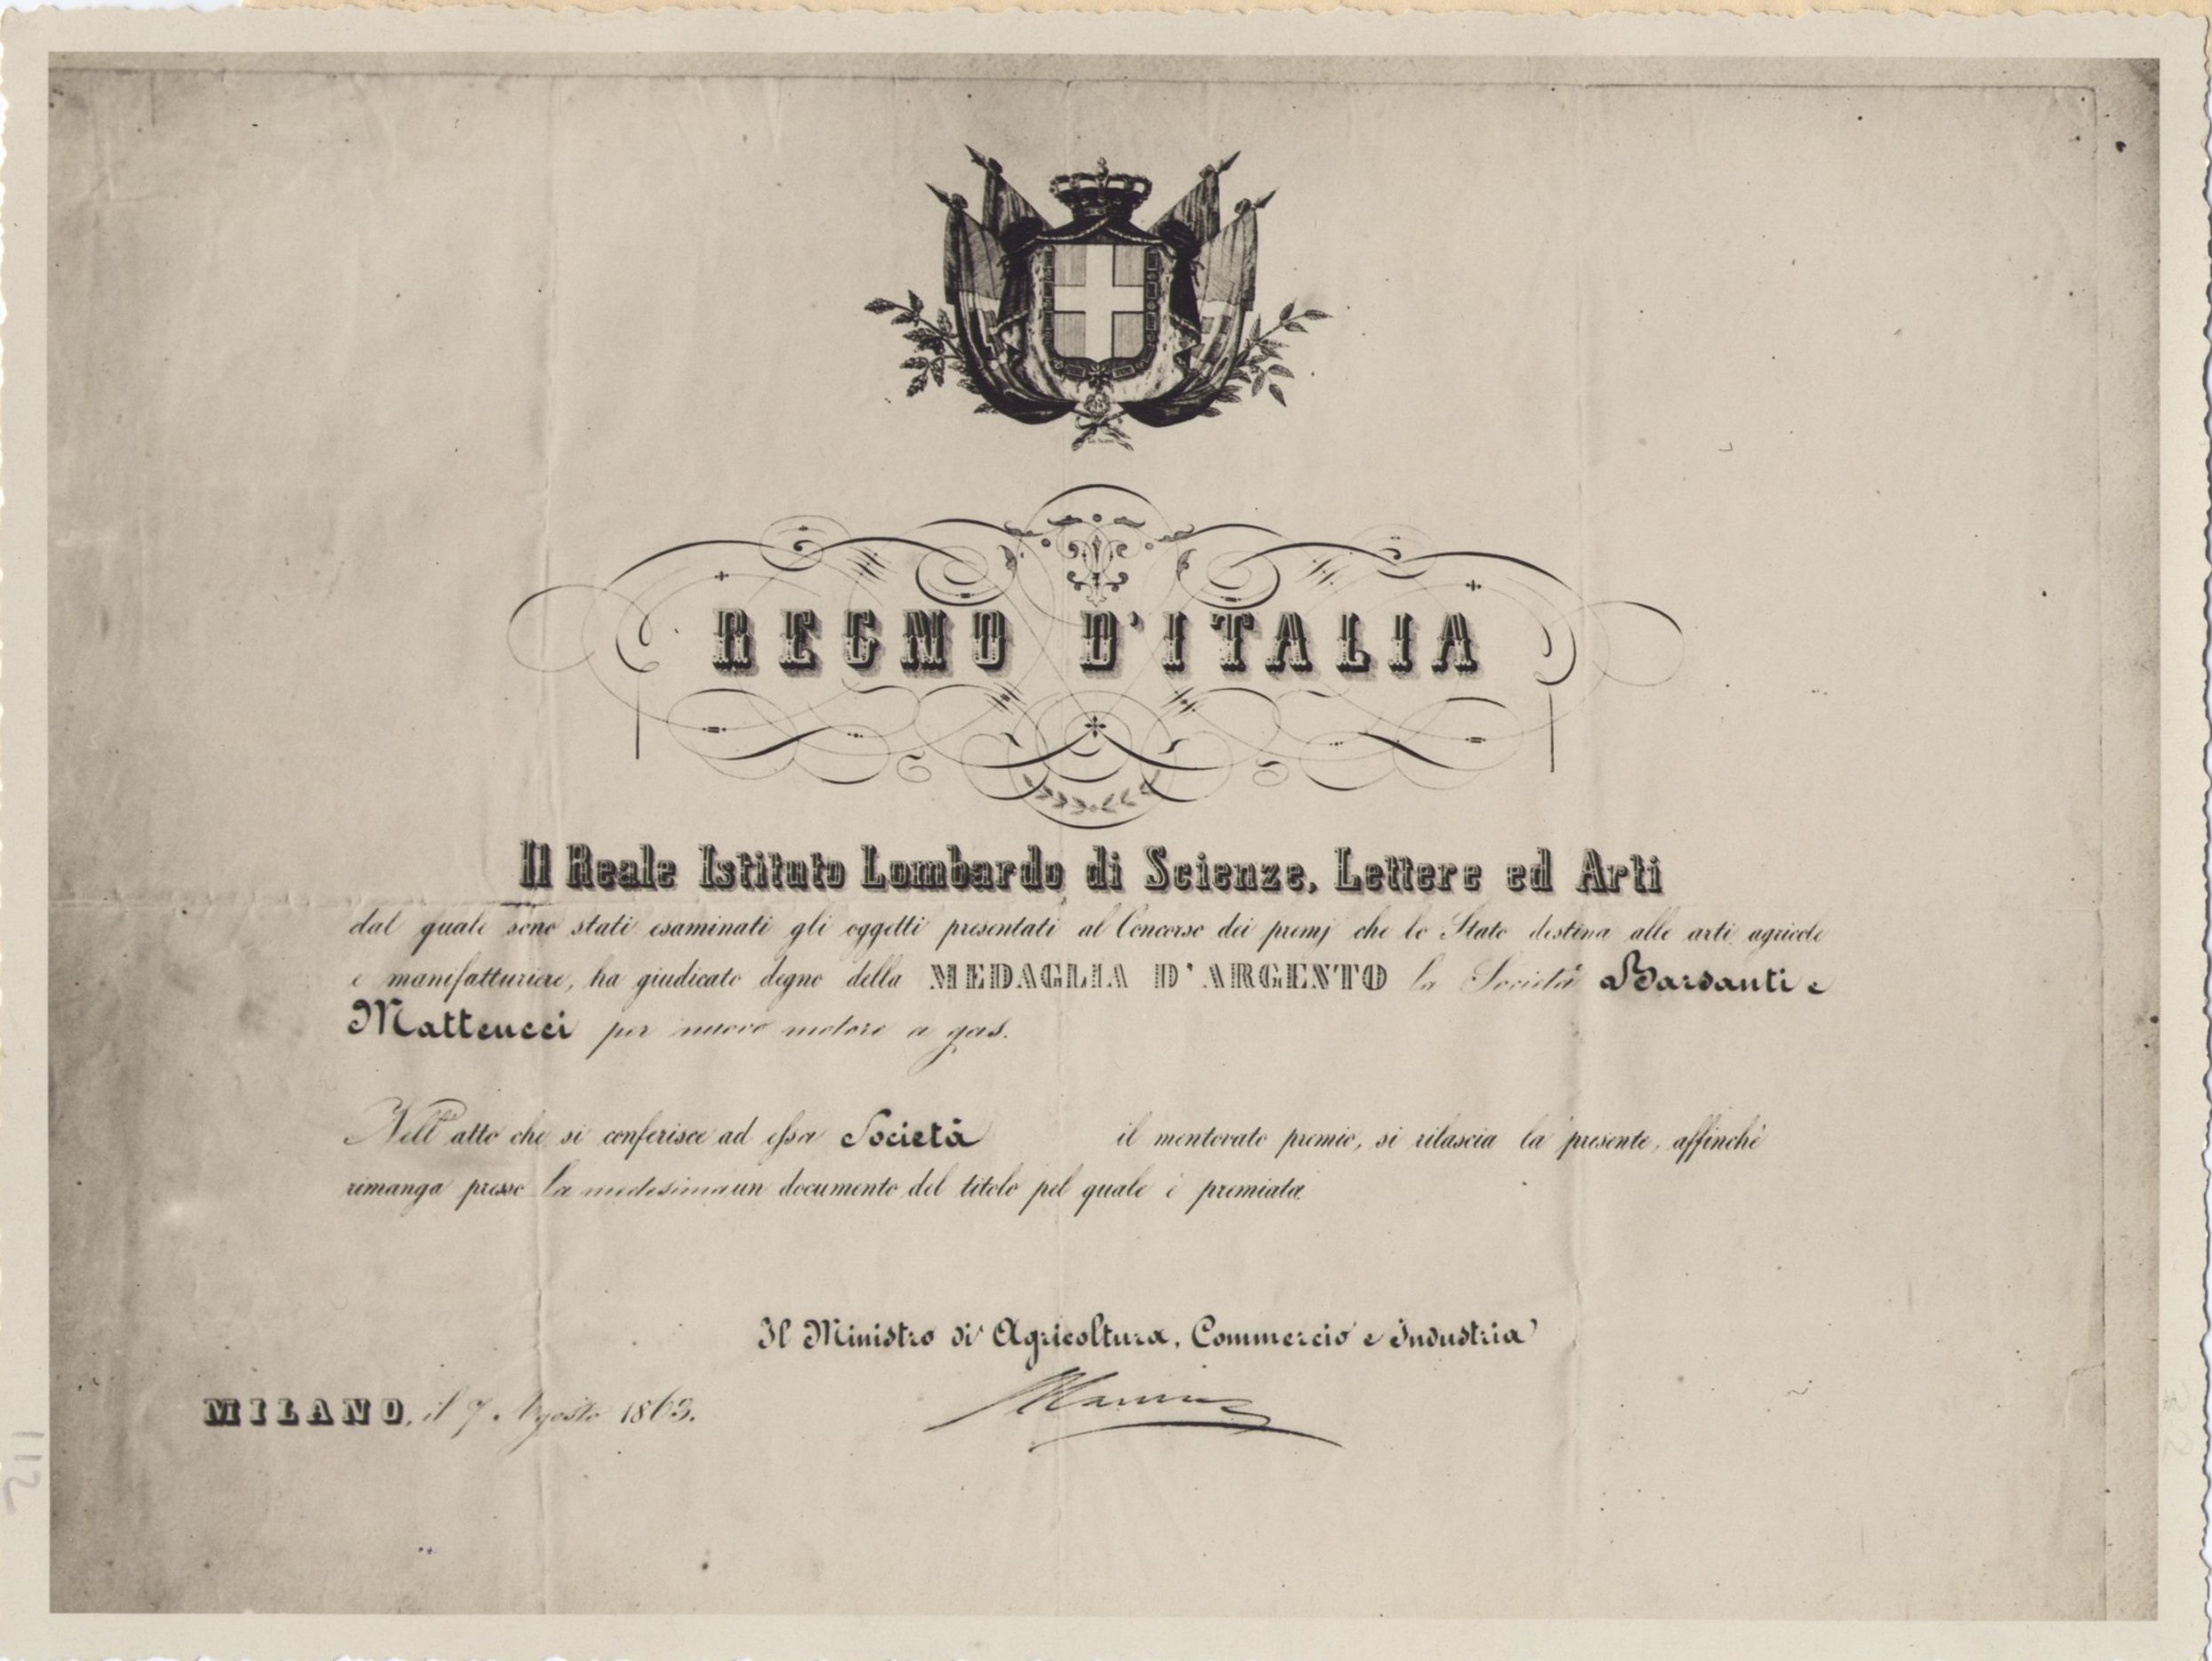 REGNO D'ITALIA
Il Reale Istituto Lombardo di Scienze, Lettere ed Arti
dal quale sono stati esaminati gli oggetti presentati al Concorso dei premj che lo Stato destina alle arti agricole
e manifatturiere, ha giudicato degno della MEDAGLIA D'ARGENTO la Società Barsanti e
Matteucci per nuovo motore a gas.
Nell'atto che si conferisce ad essa Società il mentovato premio, si rilascia la presente, affinchè
rimanga presso la medesima un documento del titolo pel quale è premiata
Il Ministro di Agricoltura, Commercio e Industria
MILANO, il 7 Agosto 1863.
112